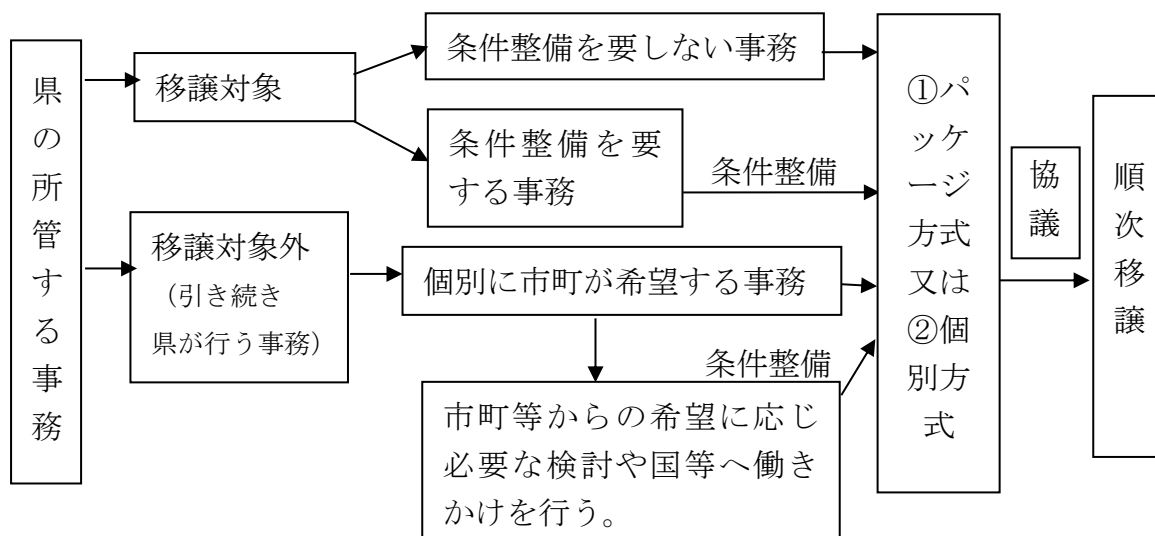 県の所管する事務
移譲対象
条件整備を要しない事務
条件整備を要
する事務
条件整備
移譲対象外
（引き続き
県が行う事務）
個別に市町が希望する事務
条件整備
市町等からの希望に応じ
必要な検討や国等へ働き
かけを行う。
①パ
ッケ
ージ
方式
又は
②個
別方
式
協議
順次移譲